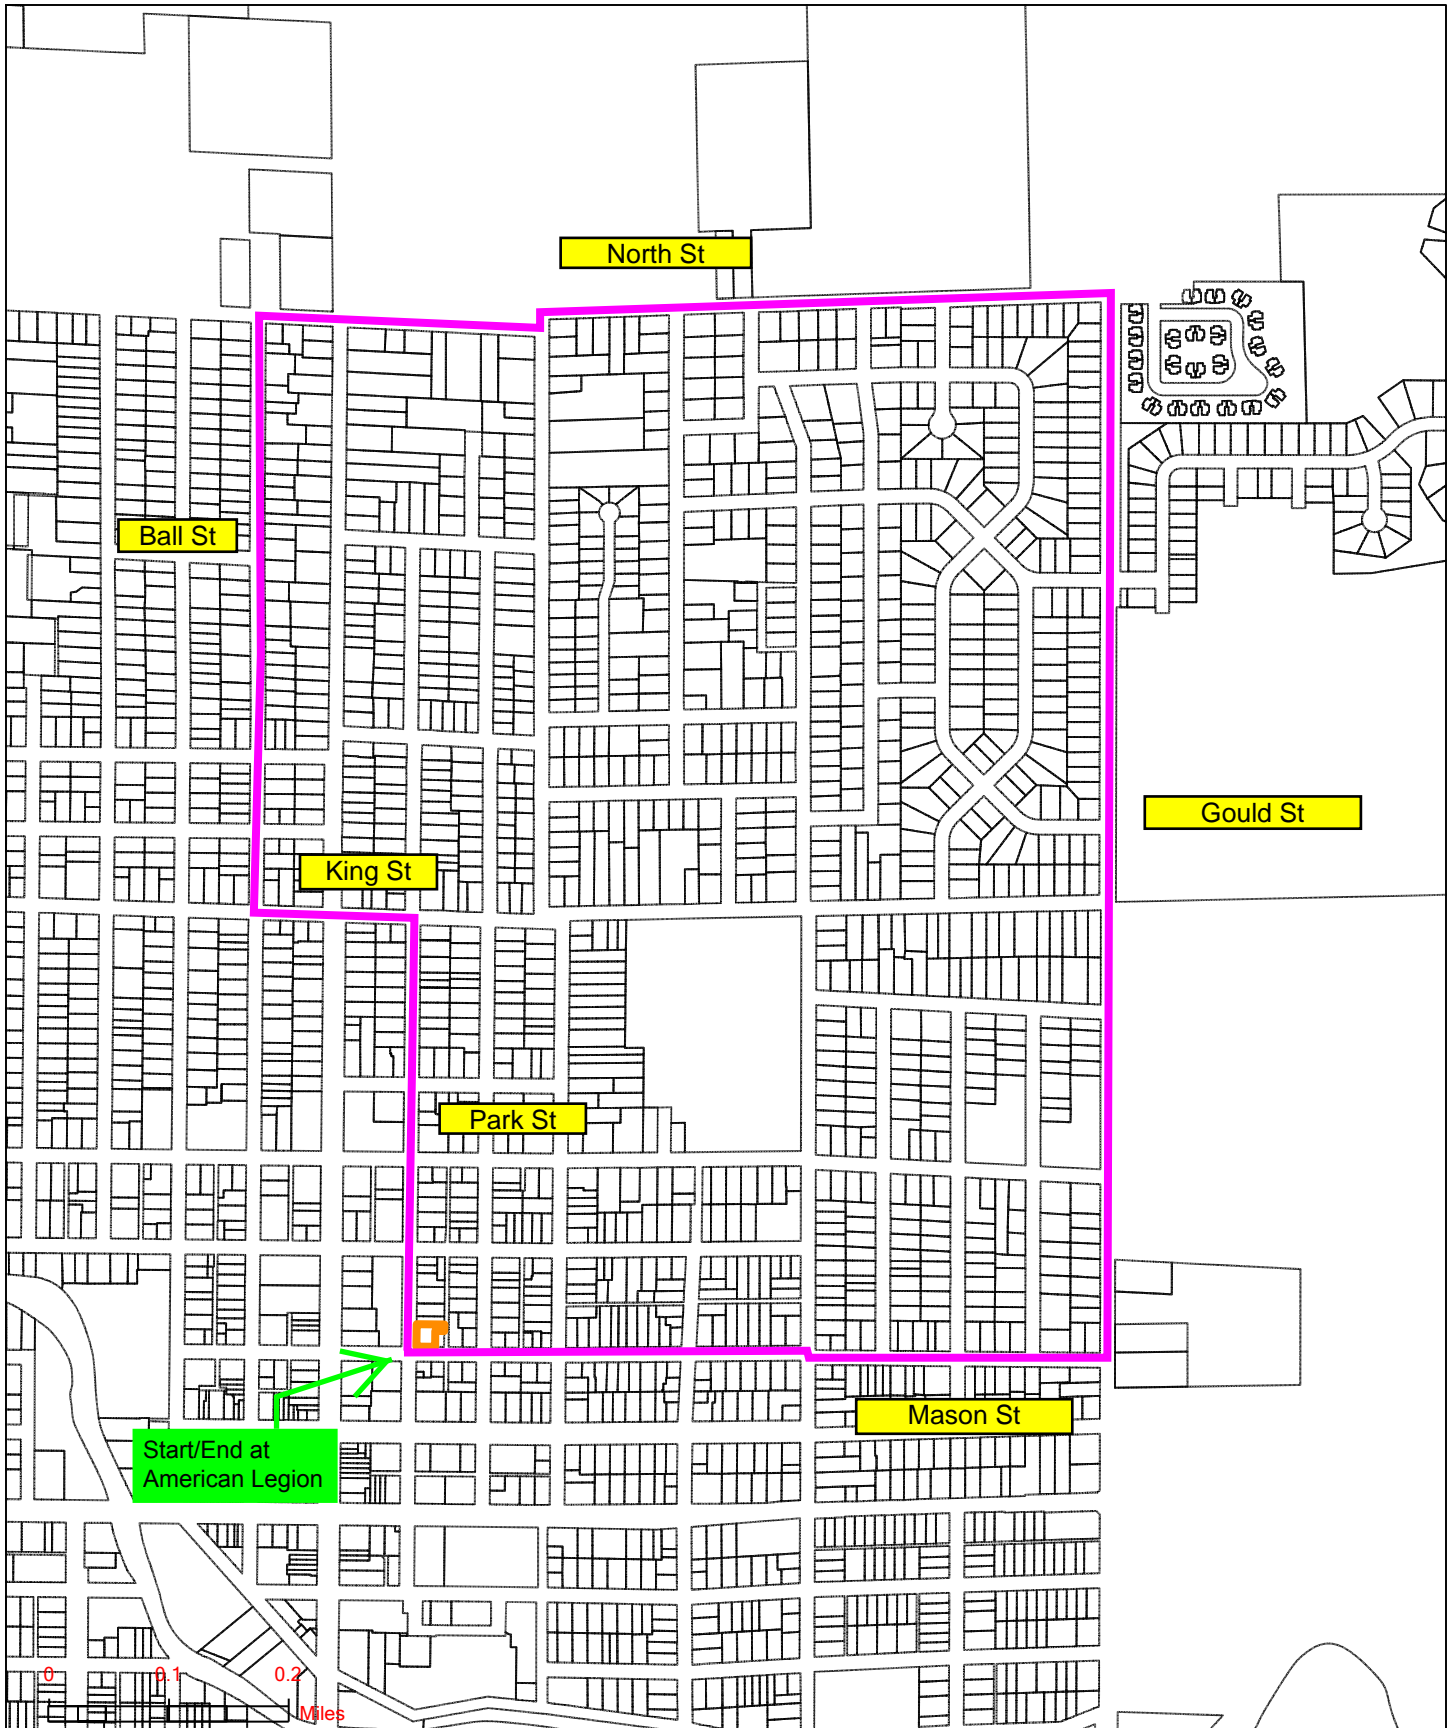 North St
Ball St
Gould St
King St
Park St
Mason St
Start/End at
American Legion
0 0.1 0.2
Miles